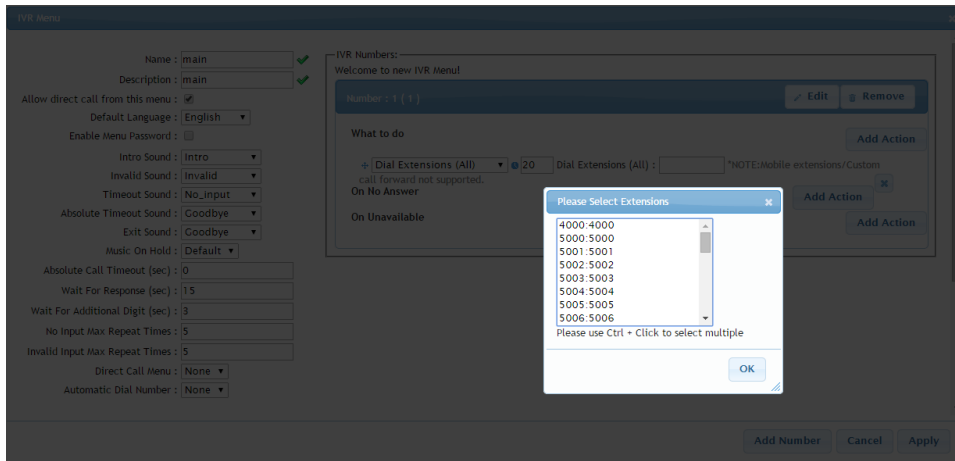 IVR Menu
Name : main
Description : main
Allow direct call from this menu :
Default Language : English
Enable Menu Password :
Intro Sound : Intro
Invalid Sound : Invalid
Timeout Sound : No_input
Absolute Timeout Sound : Goodbye
Exit Sound : Goodbye
Music On Hold : Default
Absolute Call Timeout (sec) : 0
Wait For Response (sec) : 15
Wait For Additional Digit (sec) : 3
No Input Max Repeat Times : 5
Invalid Input Max Repeat Times : 5
Direct Call Menu : None
Automatic Dial Number : None
IVR Numbers:
Welcome to new IVR Menu!
Number : 1 ( 1 ) Edit Remove
What to do Add Action
Dial Extensions (All) 20 Dial Extensions (All) : *NOTE:Mobile extensions/Custom
call forward not supported.
On No Answer Add Action
On Unavailable Add Action
Please Select Extensions
4000:4000
5000:5000
5001:5001
5002:5002
5003:5003
5004:5004
5005:5005
5006:5006
Please use Ctrl + Click to select multiple
OK
Add Number Cancel Apply